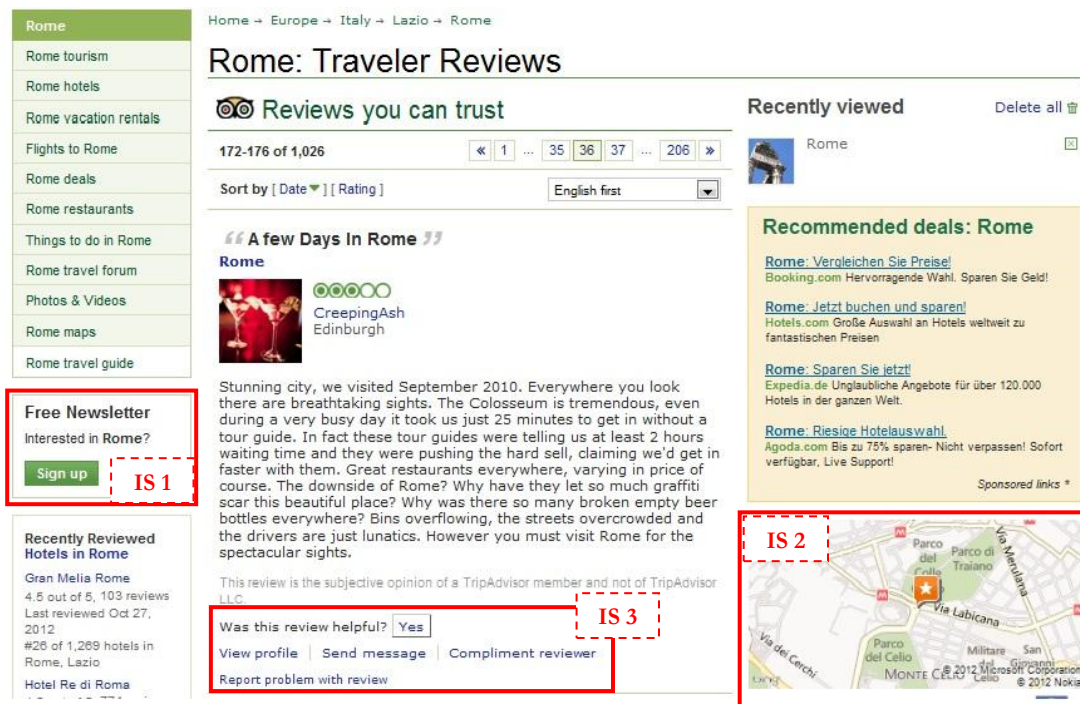 Rome
Rome tourism
Rome hotels
Rome vacation rentals
Flights to Rome
Rome deals
Rome restaurants
Things to do in Rome
Rome travel forum
Photos & Videos
Rome maps
Rome travel guide
Free Newsletter
Interested in Rome?
Sign up
IS 1
Recently Reviewed
Hotels in Rome
Gran Melia Rome
4.5 out of 5, 103 reviews
Last reviewed Oct 27,
2012
#26 of 1,269 hotels in
Rome, Lazio
Hotel Re di Roma
Home → Europe → Italy → Lazio → Rome
Rome: Traveler Reviews
Reviews you can trust
172-176 of 1,026
« 1 ... 35 36 37 ... 206 »
Sort by [ Date ] [ Rating ]
English first
“ A few Days In Rome ”
Rome
CreepingAsh
Edinburgh
Stunning city, we visited September 2010. Everywhere you look
there are breathtaking sights. The Colosseum is tremendous, even
during a very busy day it took us just 25 minutes to get in without a
tour guide. In fact these tour guides were telling us at least 2 hours
waiting time and they were pushing the hard sell, claiming we'd get in
faster with them. Great restaurants everywhere, varying in price of
course. The downside of Rome? Why have they let so much graffiti
scar this beautiful place? Why was there so many broken empty beer
bottles everywhere? Bins overflowing, the streets overcrowded and
the drivers are just lunatics. However you must visit Rome for the
spectacular sights.
This review is the subjective opinion of a TripAdvisor member and not of TripAdvisor
LLC.
IS 3
Was this review helpful? Yes
View profile | Send message | Compliment reviewer
Report problem with review
Recently viewed
Delete all
Rome
Recommended deals: Rome
Rome: Vergleichen Sie Preise!
Booking.com Hervorragende Wahl. Sparen Sie Geld!
Rome: Jetzt buchen und sparen!
Hotels.com Große Auswahl an Hotels weltweit zu
fantastischen Preisen
Rome: Sparen Sie jetzt!
Expedia.de Unglaubliche Angebote für über 120.000
Hotels in der ganzen Welt.
Rome: Riesige Hotelauswahl.
Agoda.com Bis zu 75% sparen- Nicht verpassen! Sofort
verfügbar, Live Support!
Sponsored links *
IS 2
Parco
del
Colle
Parco di
Traiano
Via Merulana
Via Labicana
Via dei Cerchi
Parco
del Celio
Militare
del
Celio
San
Giovanni
MONTE CELIO
© 2012 Microsoft Corporation
© 2012 Nokia